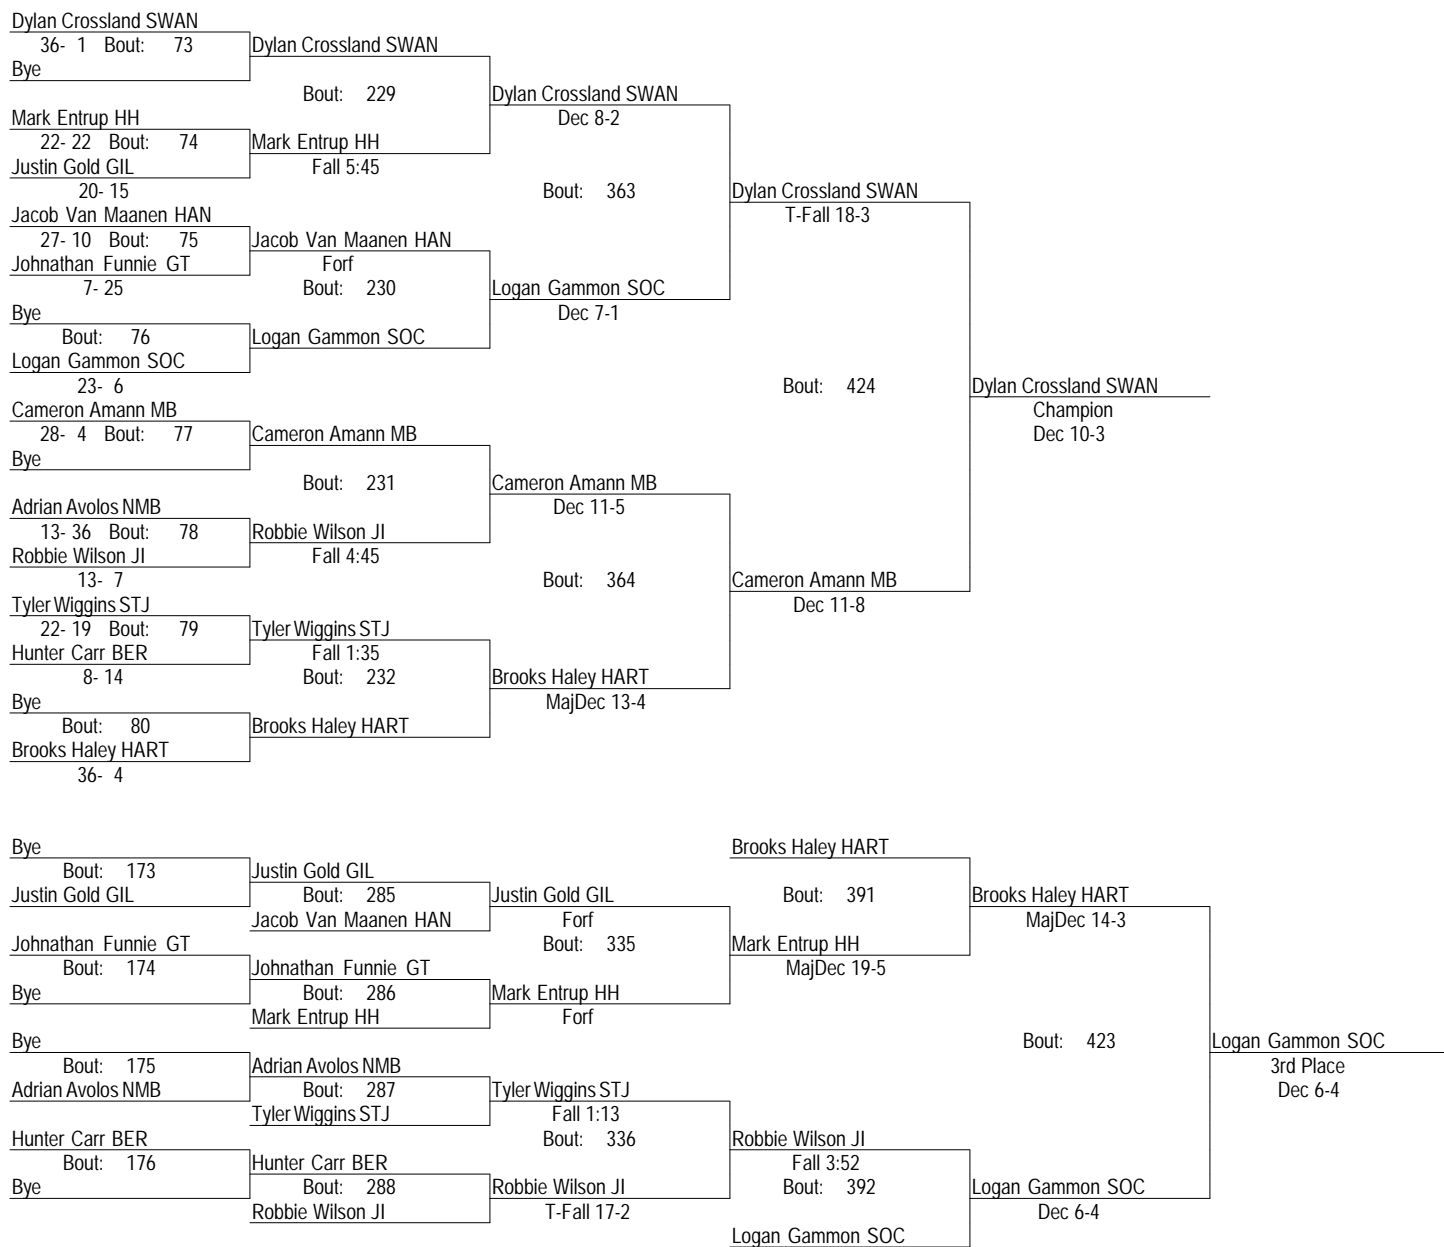 Dylan Crossland SWAN
36- 1 Bout: 73 Dylan Crossland SWAN
Bye
Bout: 229 Dylan Crossland SWAN
Mark Entrup HH Dec 8-2
22- 22 Bout: 74 Mark Entrup HH
Justin Gold GIL Fall 5:45
20- 15 Bout: 363 Dylan Crossland SWAN
Jacob Van Maanen HAN T-Fall 18-3
27- 10 Bout: 75 Jacob Van Maanen HAN
Johnathan Funnie GT Forf
7- 25 Bout: 230 Logan Gammon SOC
Bye Dec 7-1
Bout: 76 Logan Gammon SOC
Logan Gammon SOC
23- 6 Bout: 424 Dylan Crossland SWAN
Cameron Amann MB Champion
28- 4 Bout: 77 Cameron Amann MB Dec 10-3
Bye
Bout: 231 Cameron Amann MB
Adrian Avolos NMB Dec 11-5
13- 36 Bout: 78 Robbie Wilson JI
Robbie Wilson JI Fall 4:45
13- 7 Bout: 364 Cameron Amann MB
Tyler Wiggins STJ Dec 11-8
22- 19 Bout: 79 Tyler Wiggins STJ
Hunter Carr BER Fall 1:35
8- 14 Bout: 232 Brooks Haley HART
Bye MajDec 13-4
Bout: 80 Brooks Haley HART
Brooks Haley HART
36- 4
Bye Brooks Haley HART
Bout: 173 Justin Gold GIL
Justin Gold GIL Bout: 285 Justin Gold GIL Bout: 391 Brooks Haley HART
Jacob Van Maanen HAN Forf MajDec 14-3
Johnathan Funnie GT Bout: 335 Mark Entrup HH
Bout: 174 Johnathan Funnie GT MajDec 19-5
Bye Bout: 286 Mark Entrup HH
Mark Entrup HH Forf
Bye Bout: 423 Logan Gammon SOC
Bout: 175 Adrian Avolos NMB 3rd Place
Adrian Avolos NMB Bout: 287 Tyler Wiggins STJ Dec 6-4
Tyler Wiggins STJ Fall 1:13
Hunter Carr BER Bout: 336 Robbie Wilson JI
Bout: 176 Hunter Carr BER Fall 3:52
Bye Bout: 288 Robbie Wilson JI Bout: 392 Logan Gammon SOC
Robbie Wilson JI T-Fall 17-2 Dec 6-4
Logan Gammon SOC